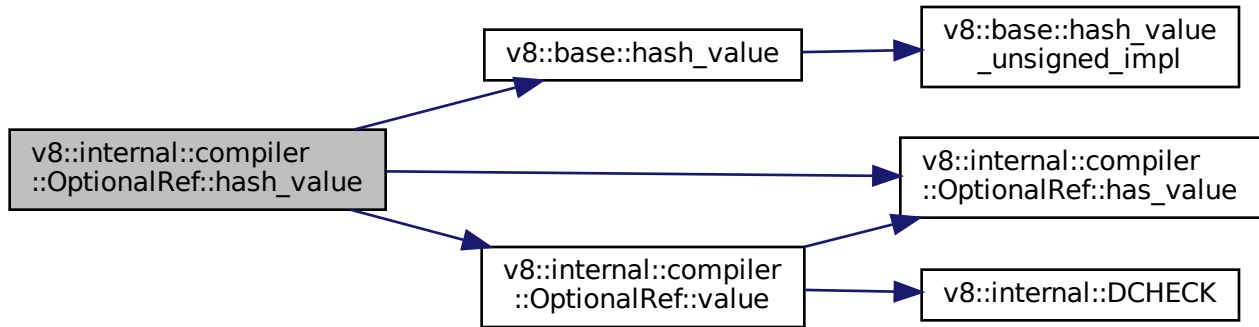 v8::internal::compiler
::OptionalRef::hash_value
v8::base::hash_value
v8::internal::compiler
::OptionalRef::value
v8::base::hash_value
_unsigned_impl
v8::internal::compiler
::OptionalRef::has_value
v8::internal::DCHECK